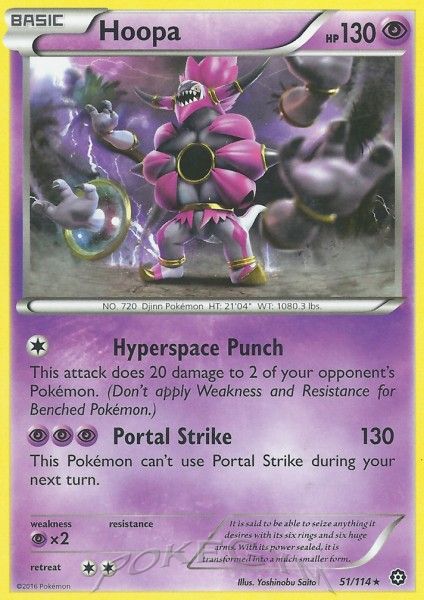 BASIC Hoopa HP 130
NO. 720 Djinn Pokémon HT: 21'04" WT: 1080.3 lbs.
Hyperspace Punch
This attack does 20 damage to 2 of your opponent's
Pokémon. (Don't apply Weakness and Resistance for
Benched Pokémon.)
Portal Strike 130
This Pokémon can't use Portal Strike during your
next turn.
weakness resistance
×2
retreat
It is said to be able to seize anything it
desires with its six rings and six huge
arms. With its power sealed, it is
transformed into a much smaller form.
©2016 Pokémon
Illus. Yoshinobu Saito 51/114 ★